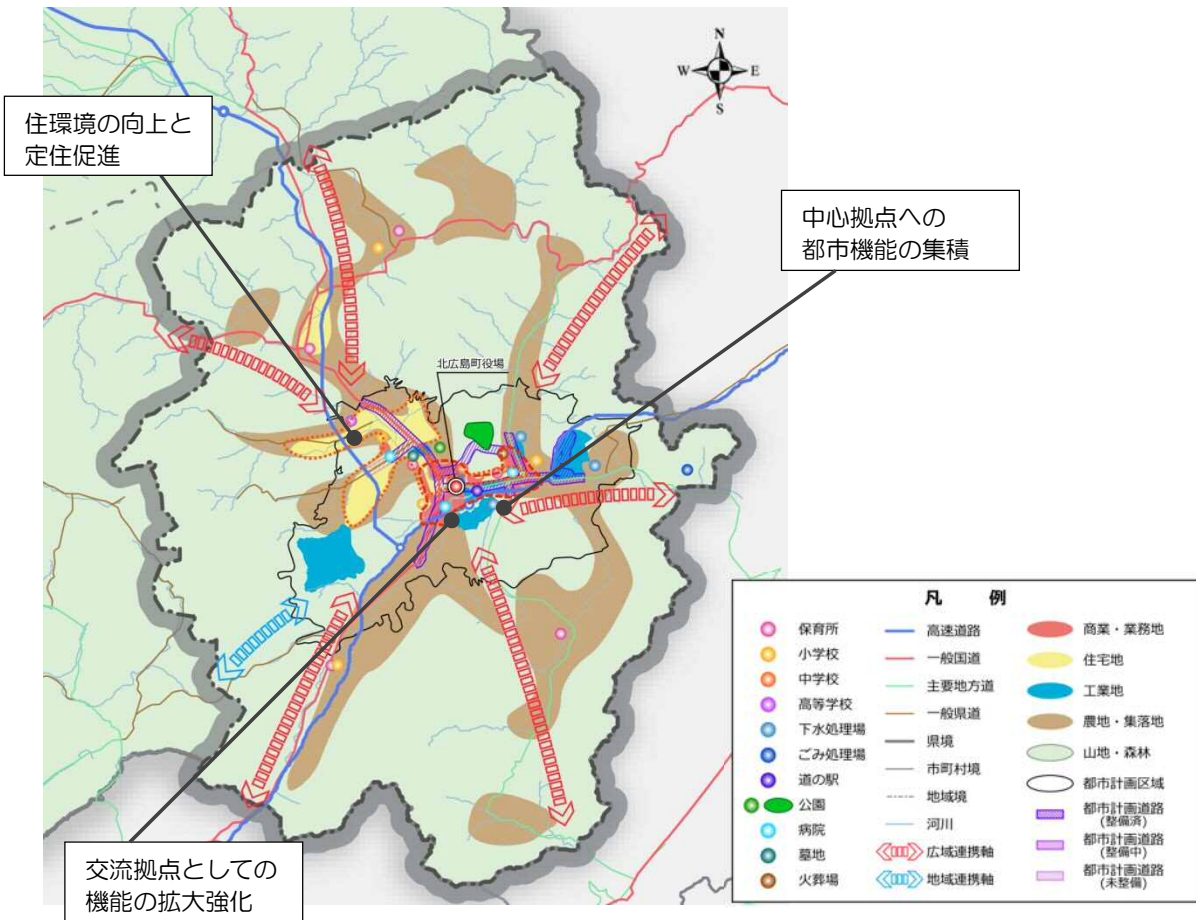 N
W
E
S
住環境の向上と
定住促進
中心拠点への
都市機能の集積
北広島町役場
交流拠点としての
機能の拡大強化
凡 例
保育所
小学校
中学校
高等学校
下水処理場
ごみ処理場
道の駅
公園
病院
墓地
火葬場
高速道路
一般国道
主要地方道
一般県道
県境
市町村境
地域境
河川
広域連携軸
地域連携軸
商業・業務地
住宅地
工業地
農地・集落地
山地・森林
都市計画区域
都市計画道路
(整備済)
都市計画道路
(整備中)
都市計画道路
(未整備)